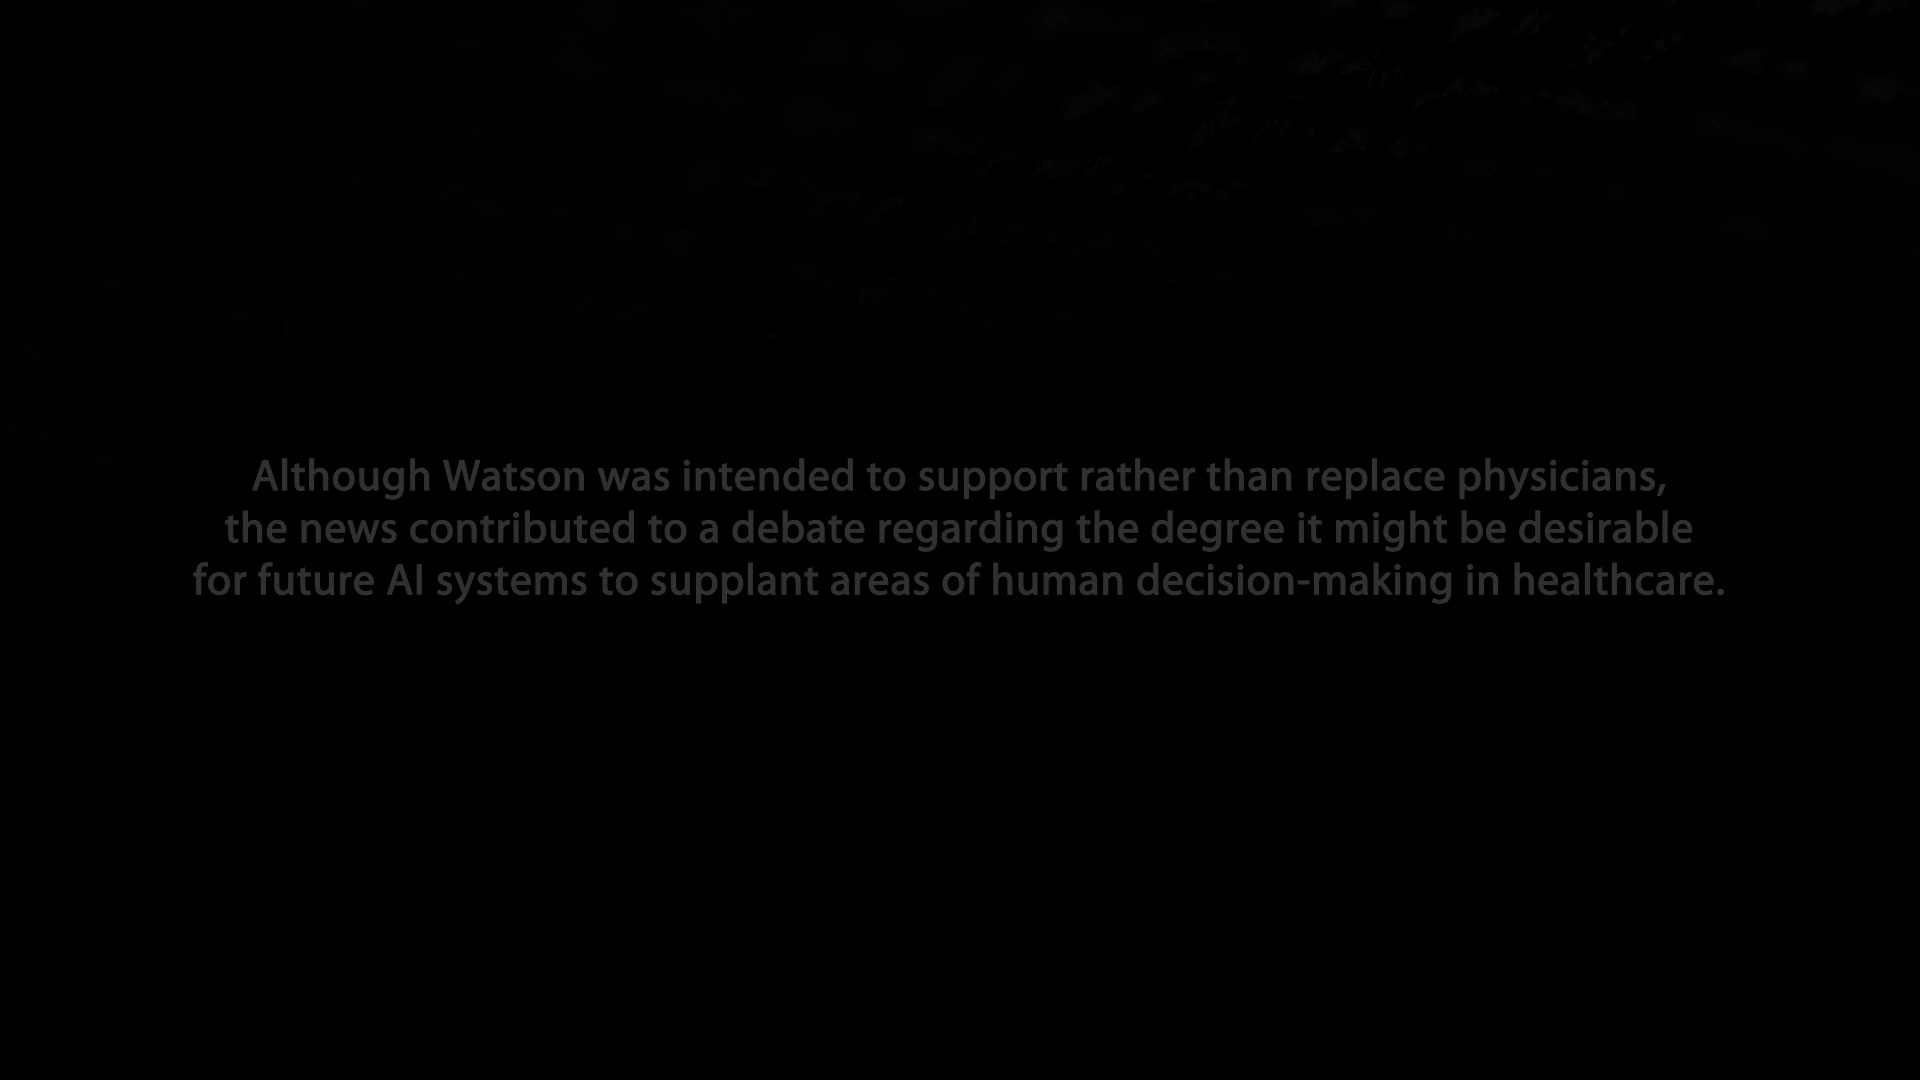 Although Watson was intended to support rather than replace physicians,
the news contributed to a debate regarding the degree it might be desirable
for future AI systems to supplant areas of human decision-making in healthcare.